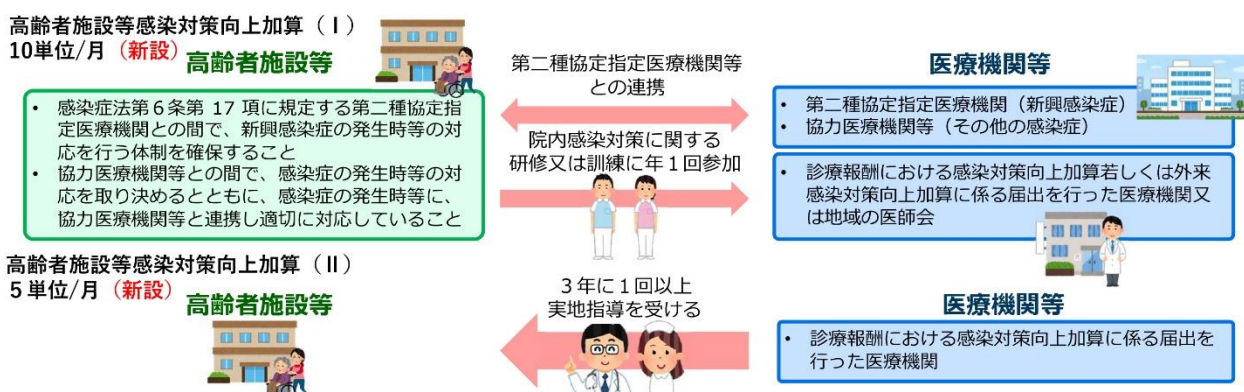 高齢者施設等感染対策向上加算（Ⅰ）
10単位/月（新設）
高齢者施設等
• 感染症法第６条第 17 項に規定する第二種協定指
定医療機関との間で、新興感染症の発生時等の対
応を行う体制を確保すること
• 協力医療機関等との間で、感染症の発生時等の対
応を取り決めるとともに、感染症の発生時等に、
協力医療機関等と連携し適切に対応していること
第二種協定指定医療機関等
との連携
院内感染対策に関する
研修又は訓練に年１回参加
医療機関等
• 第二種協定指定医療機関（新興感染症）
• 協力医療機関等（その他の感染症）
• 診療報酬における感染対策向上加算若しくは外来
感染対策向上加算に係る届出を行った医療機関又
は地域の医師会
高齢者施設等感染対策向上加算（Ⅱ）
５単位/月（新設）
高齢者施設等
３年に１回以上
実地指導を受ける
医療機関等
• 診療報酬における感染対策向上加算に係る届出を
行った医療機関